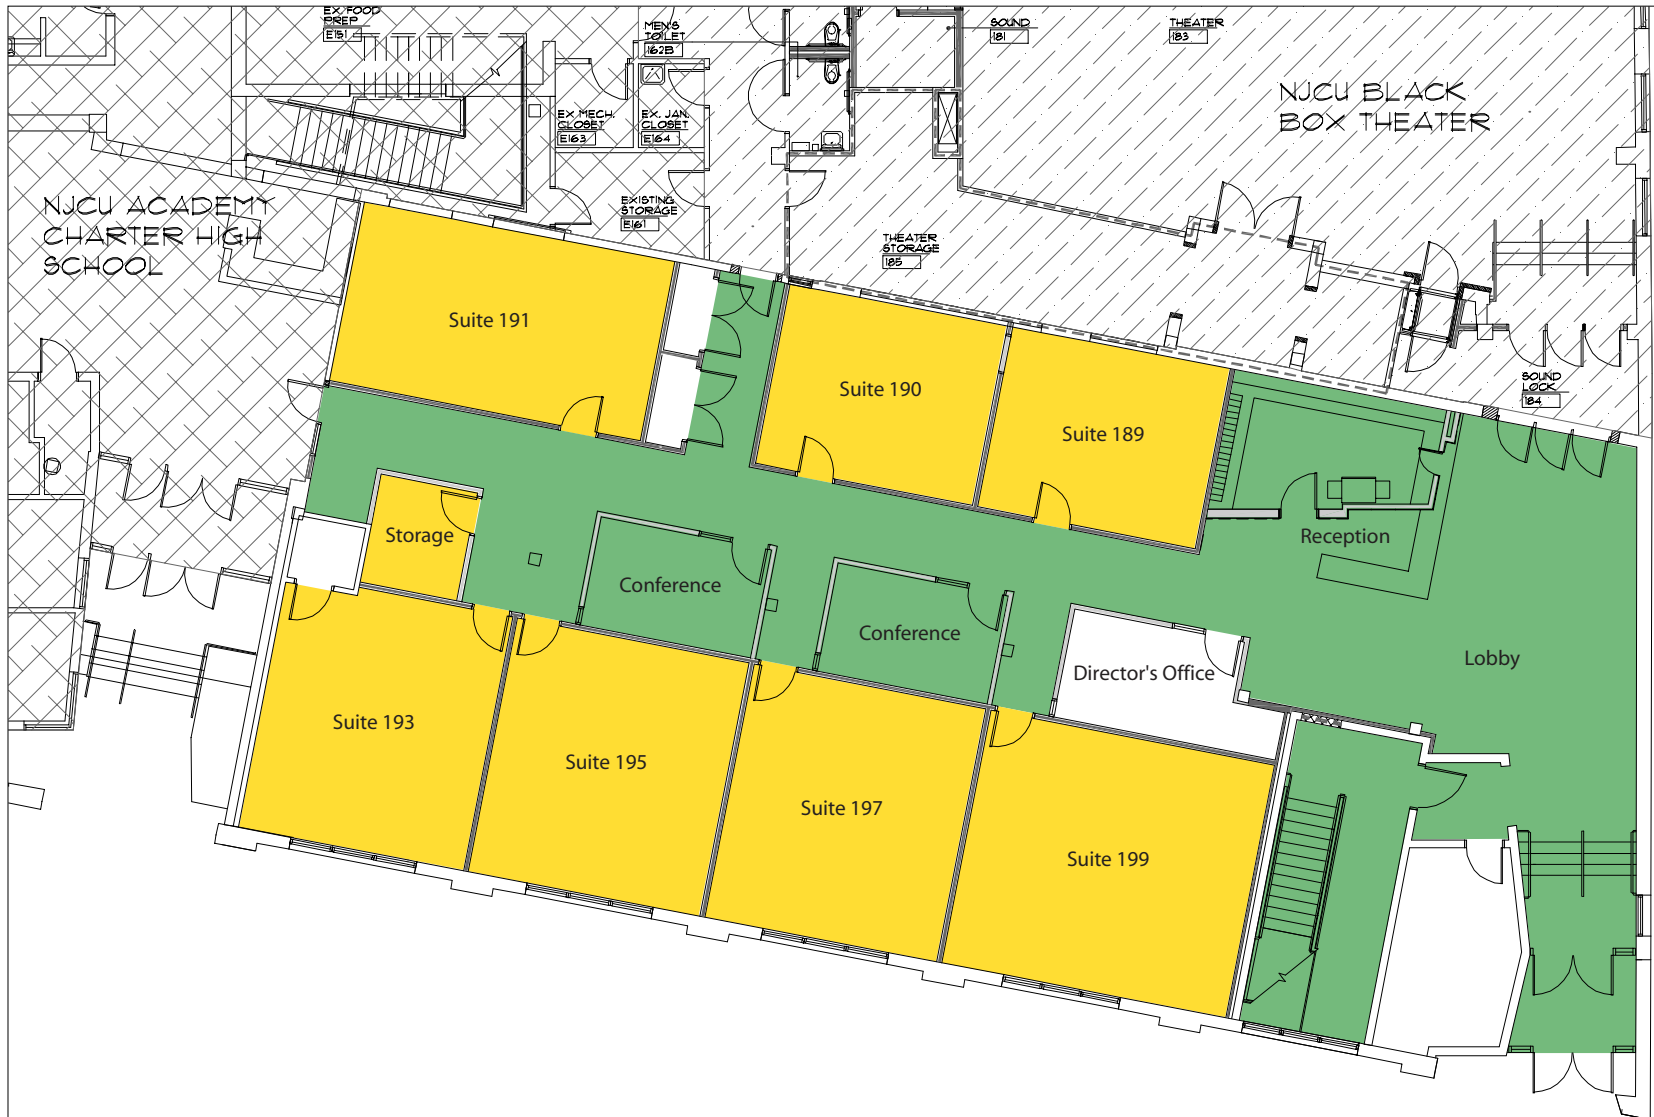 EX FOOD
PREP
E151
MEN'S
TOILET
162B
SOUND
181
THEATER
183
NJCU BLACK
BOX THEATER
EX MECH.
CLOSET
E163
EX. JAN.
CLOSET
E164
NJCU ACADEMY
CHARTER HIGH
SCHOOL
EXISTING
STORAGE
E161
THEATER
STORAGE
185
Suite 191
Suite 190
Suite 189
SOUND
LOCK
184
Storage
Reception
Conference
Conference
Director's Office
Lobby
Suite 193
Suite 195
Suite 197
Suite 199